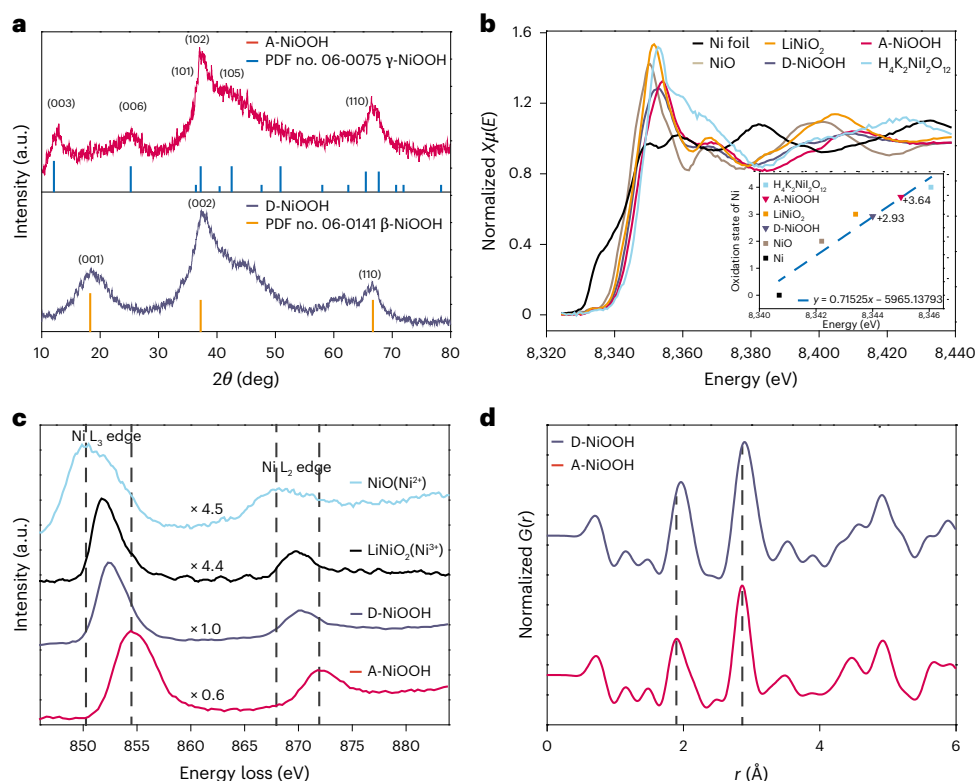 a
A-NiOOH
PDF no. 06-0075 γ-NiOOH
(003)
(006)
(101)
(102)
(105)
(110)
D-NiOOH
PDF no. 06-0141 β-NiOOH
(001)
(002)
(110)
Intensity (a.u.)
10 20 30 40 50 60 70 80
2θ (deg)
b
Ni foil LiNiO2 A-NiOOH
NiO D-NiOOH H4K2NiI2O12
Normalized Xμ(E)
1.6
1.2
0.8
0.4
0
8,320 8,360 8,380 8,400 8,420 8,440
Energy (eV)
Oxidation state of Ni
4
3
2
1
0
H4K2NiI2O12
A-NiOOH
LiNiO2
D-NiOOH
NiO
Ni
+3.64
+2.93
y = 0.71525x − 5965.13793
8,340 8,342 8,344 8,346
Energy (eV)
c
Ni L3 edge
Ni L2 edge
NiO(Ni2+)
× 4.5
LiNiO2(Ni3+)
× 4.4
D-NiOOH
× 1.0
A-NiOOH
× 0.6
Intensity (a.u.)
850 855 860 865 870 875 880
Energy loss (eV)
d
D-NiOOH
A-NiOOH
Normalized G(r)
0 2 4 6
r (Å)